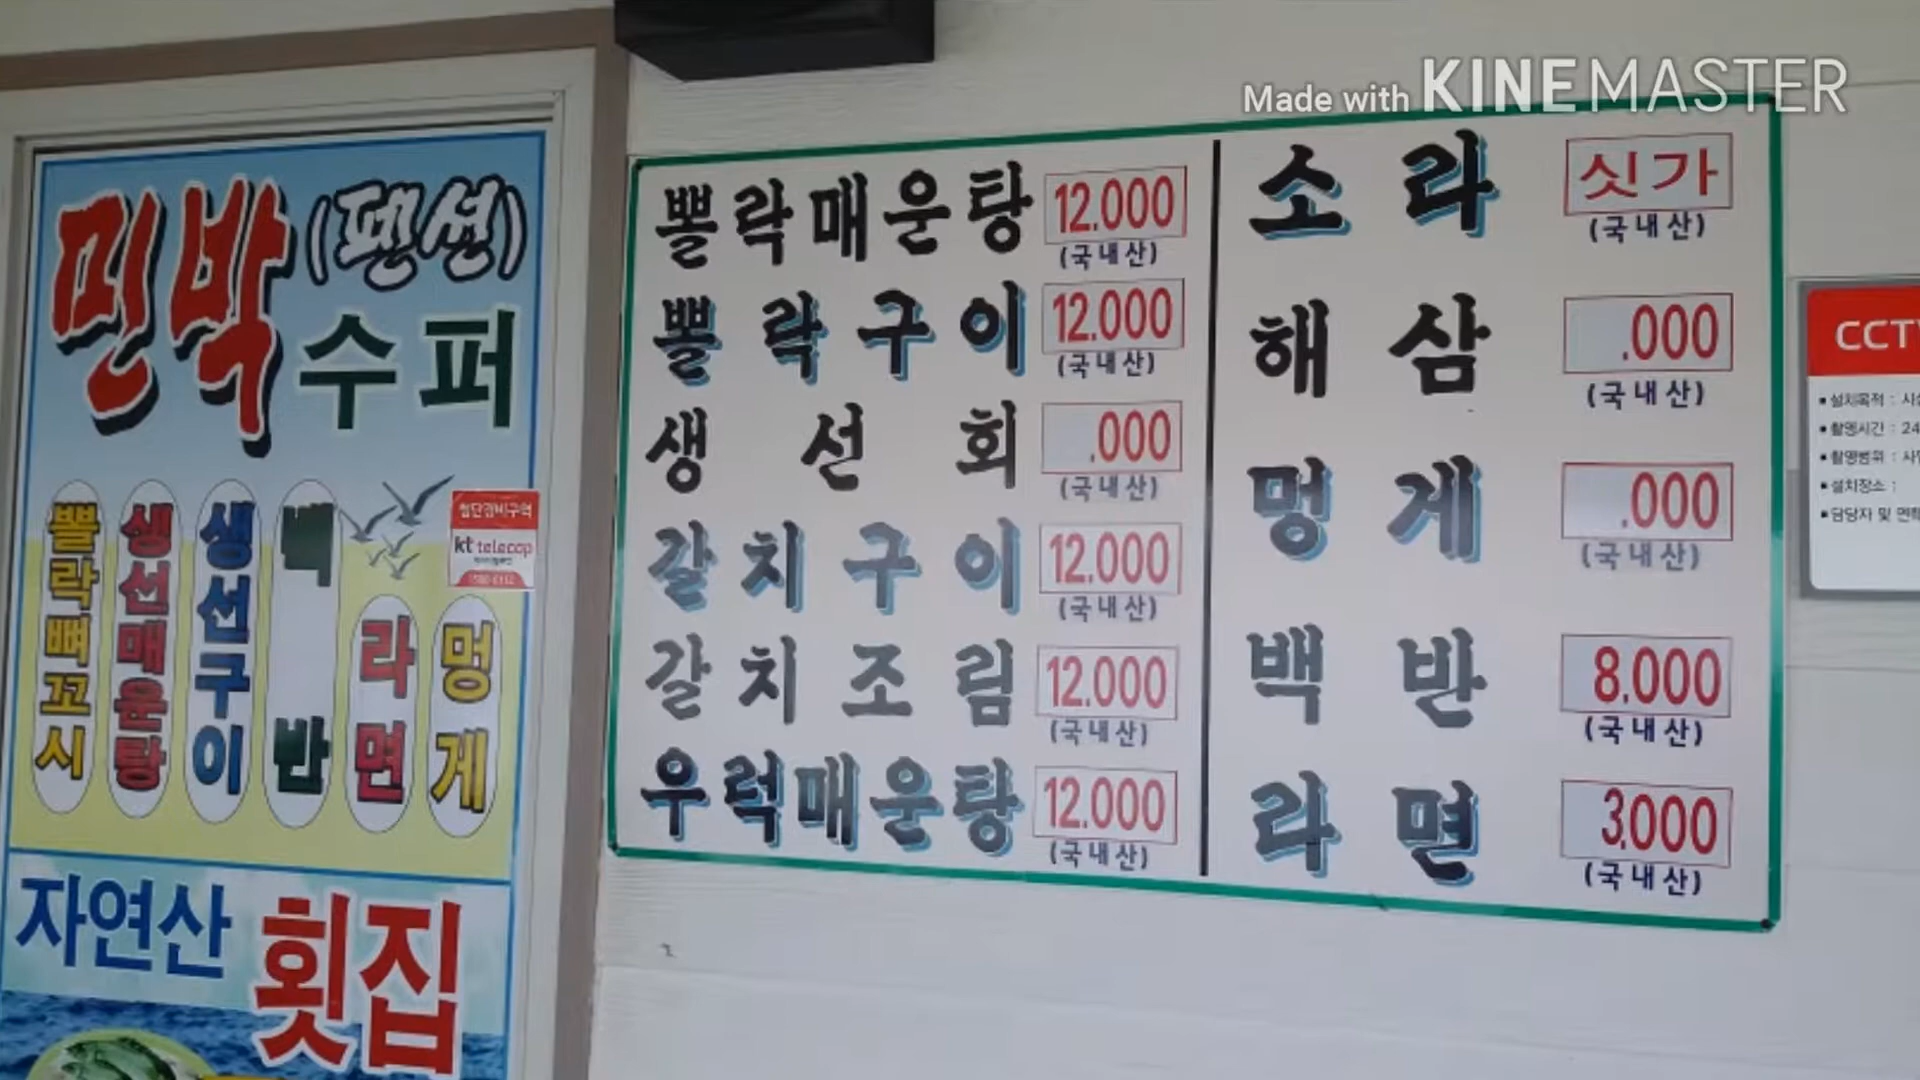 Made with KINEMASTER
민박 (펜션)
수퍼
뽈락뼈꼬시
생선매운탕
생선구이
백반
라면
멍게
첨단경비구역
kt telecop
자연산 횟집
뽈락매운탕 12.000
(국내산)
뽈락구이 12.000
(국내산)
생선회 .000
(국내산)
갈치구이 12.000
(국내산)
갈치조림 12.000
(국내산)
우럭매운탕 12.000
(국내산)
소라 싯가
(국내산)
해삼 .000
(국내산)
멍게 .000
(국내산)
백반 8.000
(국내산)
라면 3.000
(국내산)
CCT
▪설치목적 : 시설
▪촬영시간 : 24
▪촬영범위 :
▪설치장소 :
▪담당자 및 연락